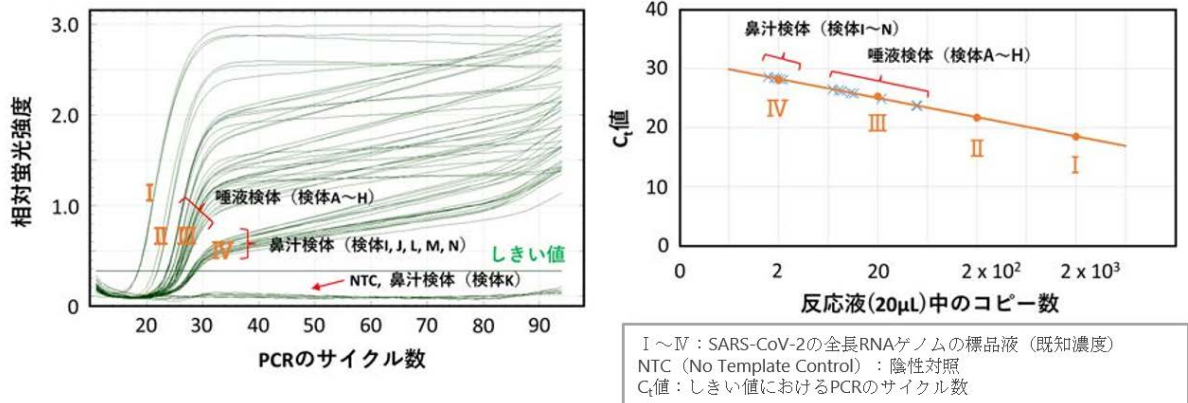 3.0
2.0
1.0
0
相対蛍光強度
I
II
III
IV
唾液検体（検体A～H）
鼻汁検体（検体I, J, L, M, N）
しきい値
NTC, 鼻汁検体（検体K）
20 30 40 50 60 70 80 90
PCRのサイクル数
40
30
20
10
0
Ct値
鼻汁検体（検体I～N）
唾液検体（検体A～H）
IV
III
II
I
0 2 20 2 x 10² 2 x 10³
反応液(20μL)中のコピー数
Ⅰ～Ⅳ：SARS-CoV-2の全長RNAゲノムの標品液（既知濃度）
NTC（No Template Control）：陰性対照
Ct値：しきい値におけるPCRのサイクル数